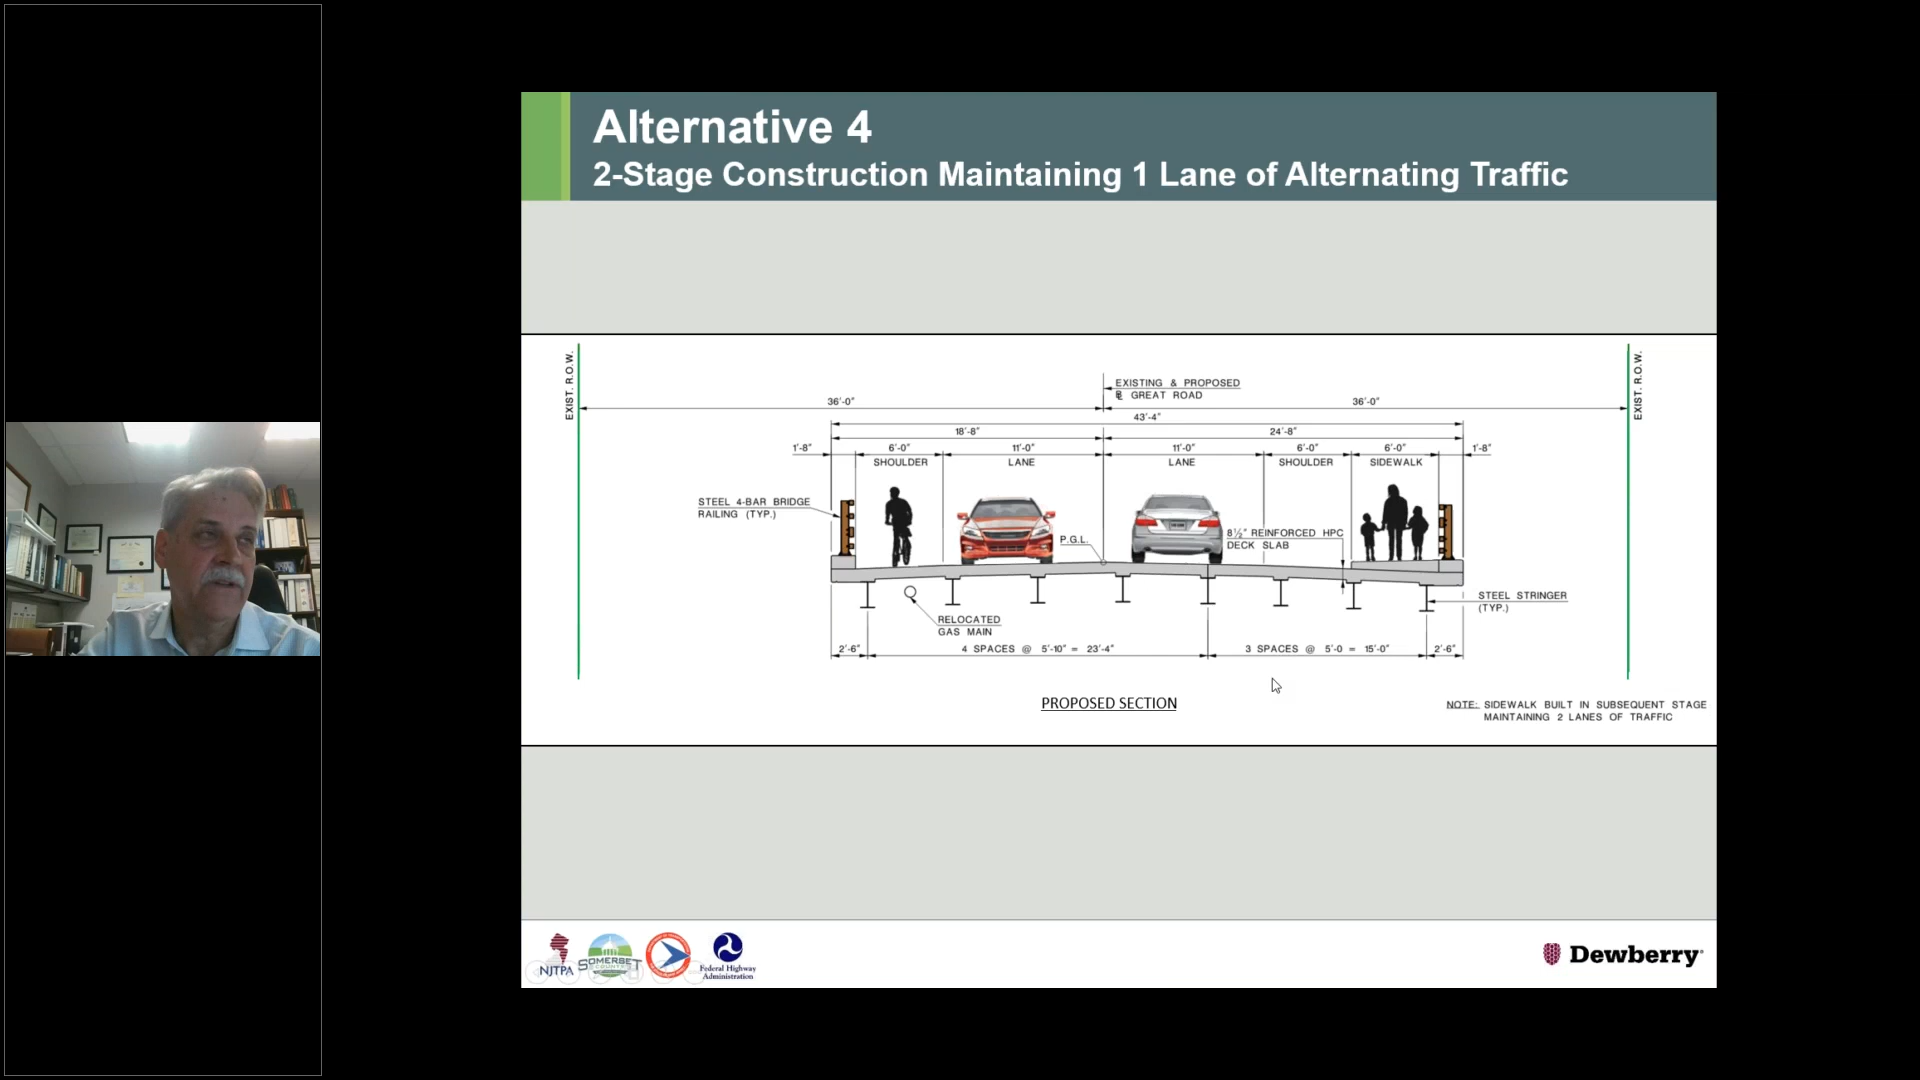 Alternative 4
2-Stage Construction Maintaining 1 Lane of Alternating Traffic
EXIST. R.O.W.
EXIST. R.O.W.
EXISTING & PROPOSED
℄ GREAT ROAD
36'-0"
36'-0"
43'-4"
18'-8"
24'-8"
1'-8"
6'-0"
11'-0"
11'-0"
6'-0"
6'-0"
1'-8"
SHOULDER
LANE
LANE
SHOULDER
SIDEWALK
STEEL 4-BAR BRIDGE
RAILING (TYP.)
P.G.L.
8½" REINFORCED HPC
DECK SLAB
RELOCATED
GAS MAIN
STEEL STRINGER
(TYP.)
2'-6"
4 SPACES @ 5'-10" = 23'-4"
3 SPACES @ 5'-0 = 15'-0"
2'-6"
PROPOSED SECTION
NOTE: SIDEWALK BUILT IN SUBSEQUENT STAGE
MAINTAINING 2 LANES OF TRAFFIC
NJTPA
SOMERSET
Federal Highway
Administration
Dewberry